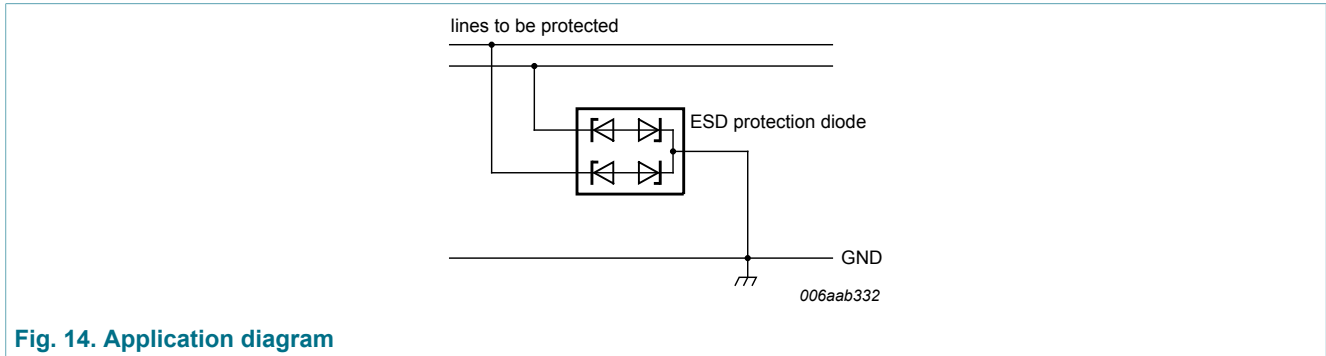 lines to be protected
ESD protection diode
GND
006aab332
Fig. 14. Application diagram